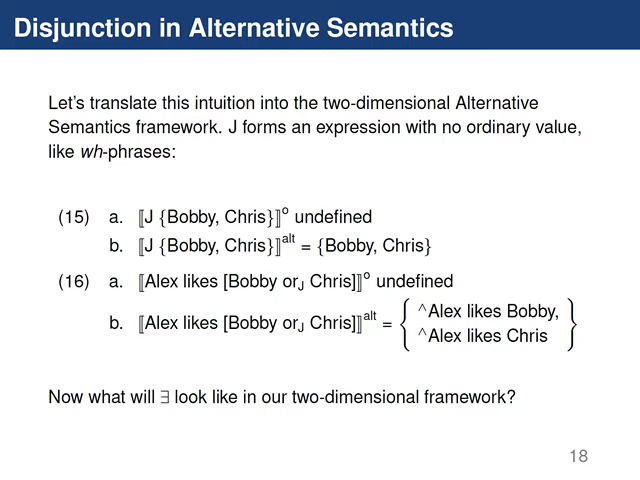 Disjunction in Alternative Semantics
Let's translate this intuition into the two-dimensional Alternative
Semantics framework. J forms an expression with no ordinary value,
like wh-phrases:
(15) a. ⟦J {Bobby, Chris}⟧ᵒ undefined
b. ⟦J {Bobby, Chris}⟧ᵃˡᵗ = {Bobby, Chris}
(16) a. ⟦Alex likes [Bobby or_J Chris]⟧ᵒ undefined
b. ⟦Alex likes [Bobby or_J Chris]⟧ᵃˡᵗ = { ^Alex likes Bobby,
^Alex likes Chris }
Now what will ∃ look like in our two-dimensional framework?
18